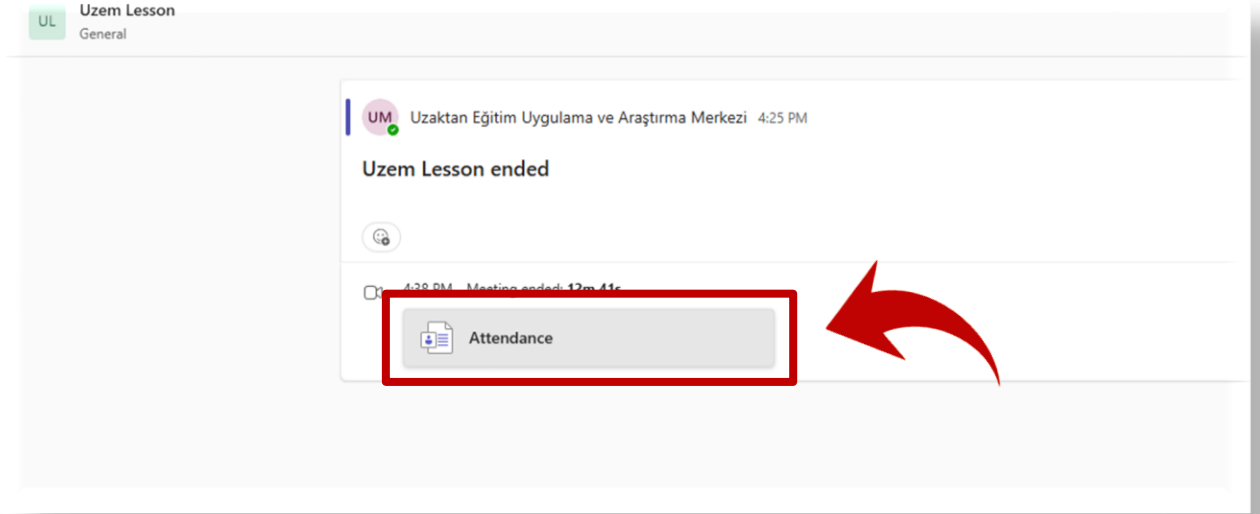 UL
Uzem Lesson
General
UM Uzaktan Eğitim Uygulama ve Araştırma Merkezi 4:25 PM
Uzem Lesson ended
4:38 PM Meeting ended: 12m 41s
Attendance